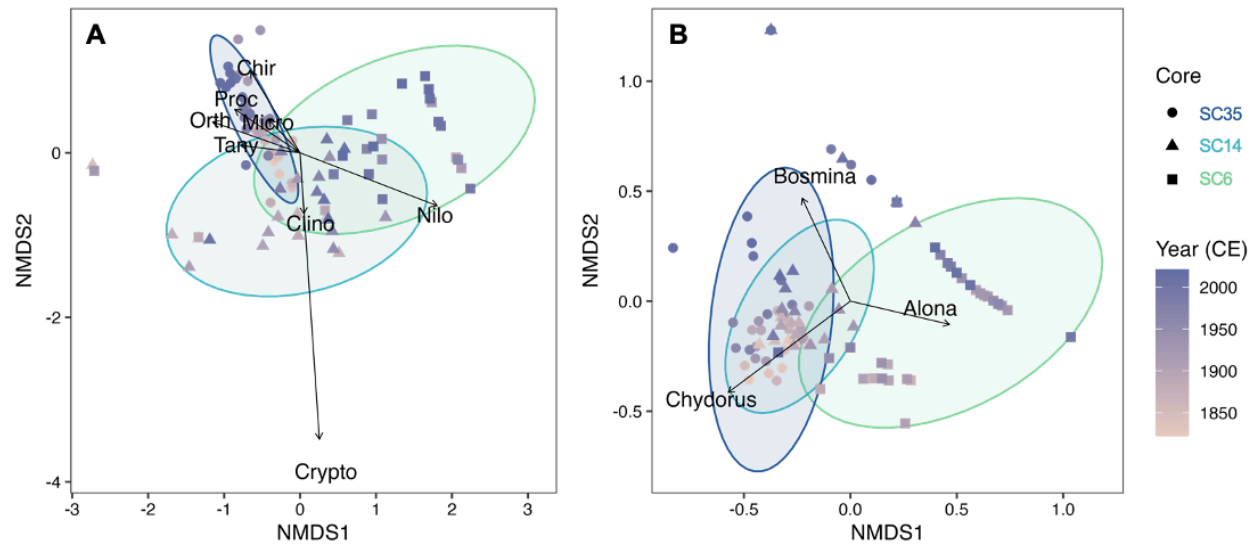 A
Chir
Proc
Orth
Micro
Tany
Clino
Nilo
Crypto
0
-2
-4
-3
-2
-1
0
1
2
3
NMDS1
NMDS2
B
Bosmina
Alona
Chydorus
1.0
0.5
0.0
-0.5
-0.5
0.0
0.5
1.0
NMDS1
NMDS2
Core
SC35
SC14
SC6
Year (CE)
2000
1950
1900
1850